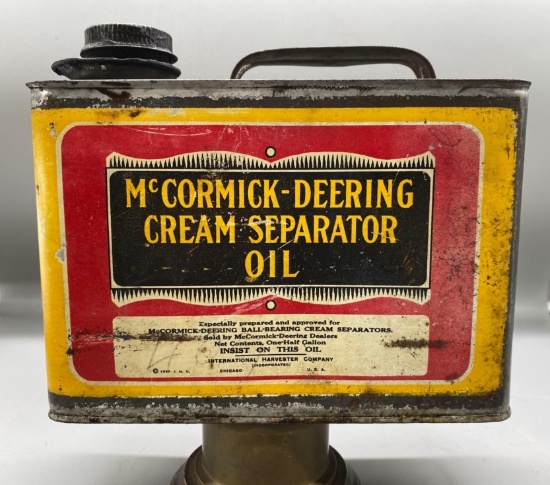 McCORMICK-DEERING
CREAM SEPARATOR
OIL
Especially prepared and approved for
McCORMICK-DEERING BALL-BEARING CREAM SEPARATORS.
Sold by McCormick-Deering Dealers
Net Contents, One-Half Gallon
INSIST ON THIS OIL
INTERNATIONAL HARVESTER COMPANY
(INCORPORATED)
© I. H. C. CHICAGO U. S. A.